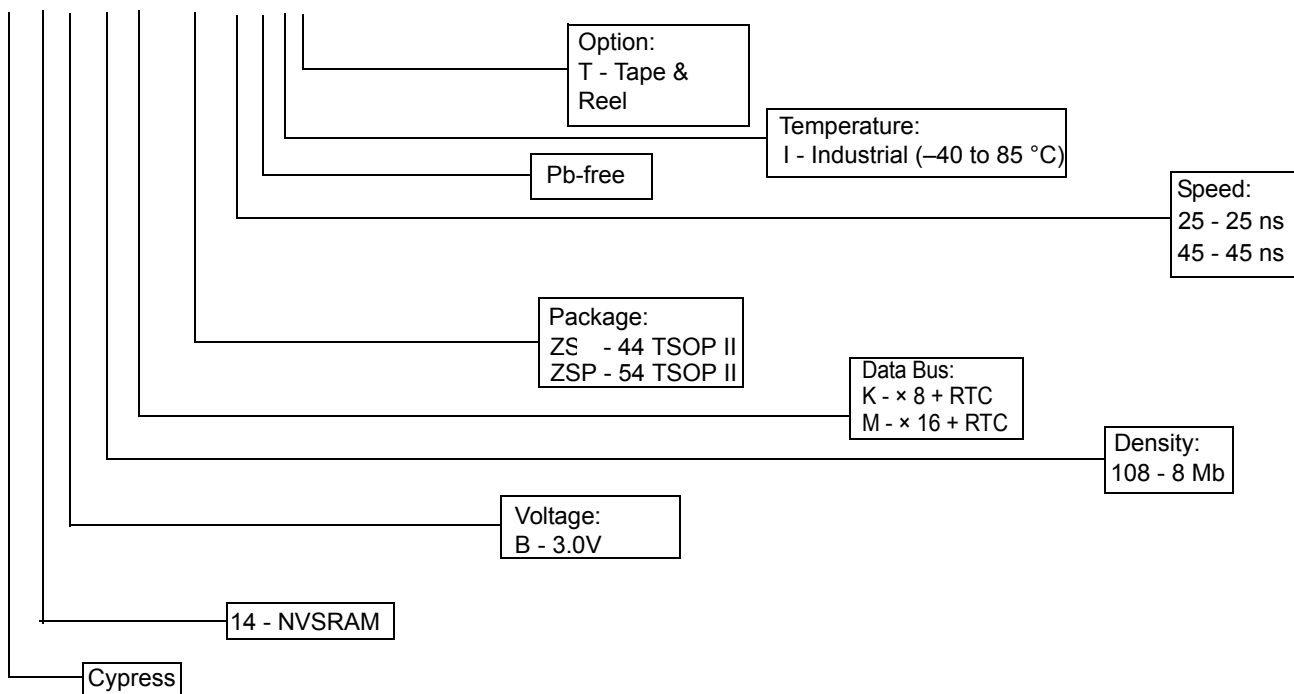 Option:
T - Tape &
Reel
Temperature:
I - Industrial (–40 to 85 °C)
Pb-free
Speed:
25 - 25 ns
45 - 45 ns
Package:
ZS - 44 TSOP II
ZSP - 54 TSOP II
Data Bus:
K - × 8 + RTC
M - × 16 + RTC
Density:
108 - 8 Mb
Voltage:
B - 3.0V
14 - NVSRAM
Cypress